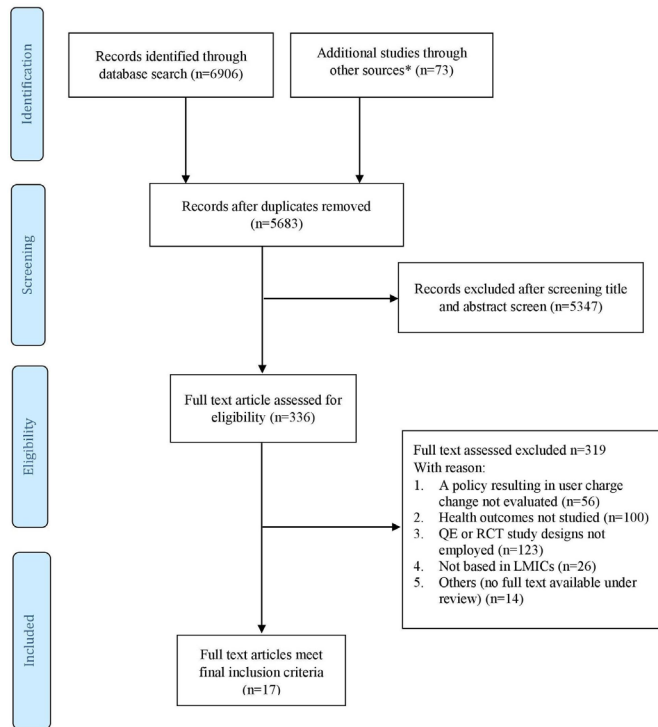 Identification
Records identified through
database search (n=6906)
Additional studies through
other sources* (n=73)
Screening
Records after duplicates removed
(n=5683)
Records excluded after screening title
and abstract screen (n=5347)
Eligibility
Full text article assessed for
eligibility (n=336)
Full text assessed excluded n=319
With reason:
1. A policy resulting in user charge
change not evaluated (n=56)
2. Health outcomes not studied (n=100)
3. QE or RCT study designs not
employed (n=123)
4. Not based in LMICs (n=26)
5. Others (no full text available under
review) (n=14)
Included
Full text articles meet
final inclusion criteria
(n=17)